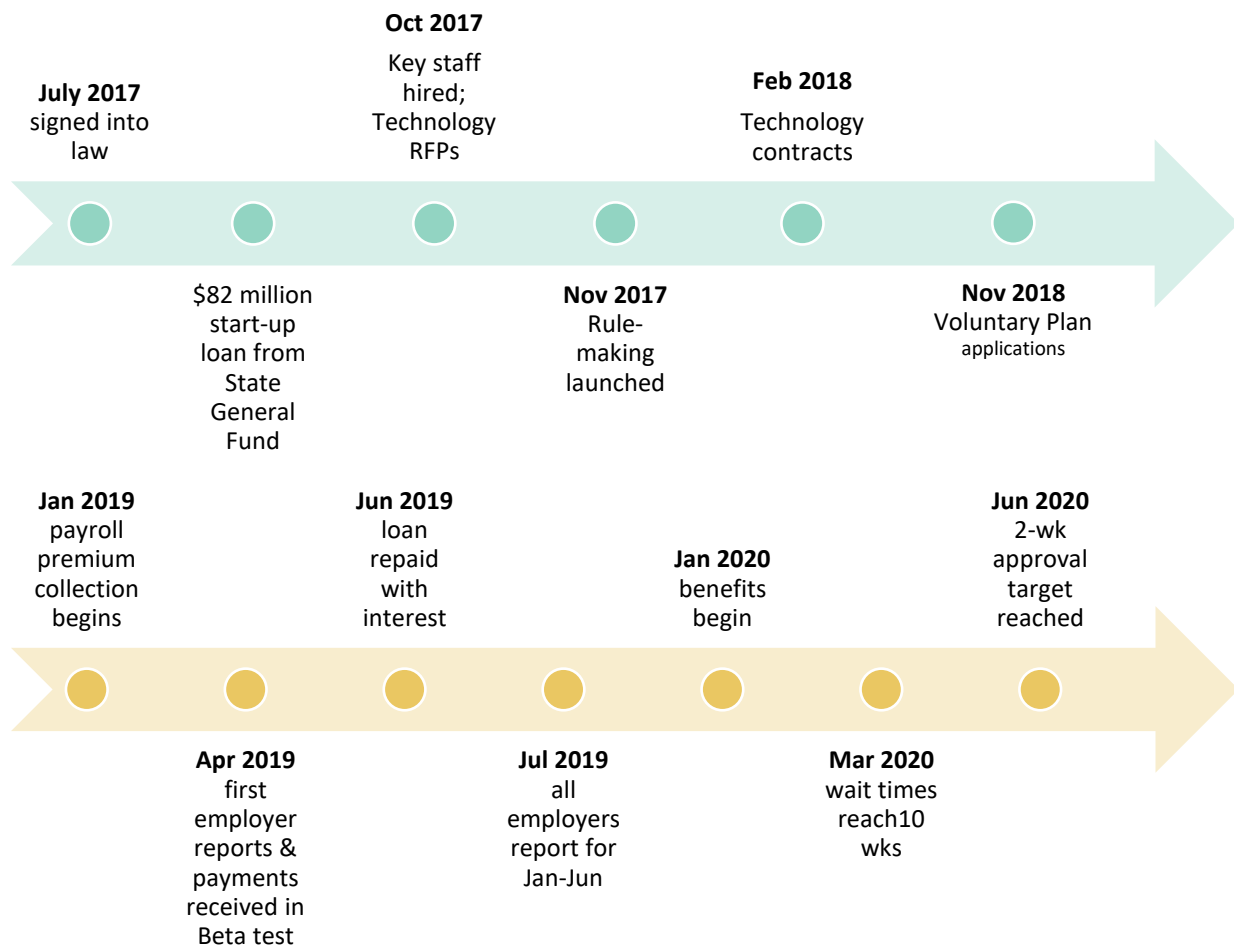 July 2017
signed into
law
$82 million
start-up
loan from
State
General
Fund
Oct 2017
Key staff
hired;
Technology
RFPs
Nov 2017
Rule-
making
launched
Feb 2018
Technology
contracts
Nov 2018
Voluntary Plan
applications
Jan 2019
payroll
premium
collection
begins
Apr 2019
first
employer
reports &
payments
received in
Beta test
Jun 2019
loan
repaid
with
interest
Jul 2019
all
employers
report for
Jan-Jun
Jan 2020
benefits
begin
Mar 2020
wait times
reach10
wks
Jun 2020
2-wk
approval
target
reached